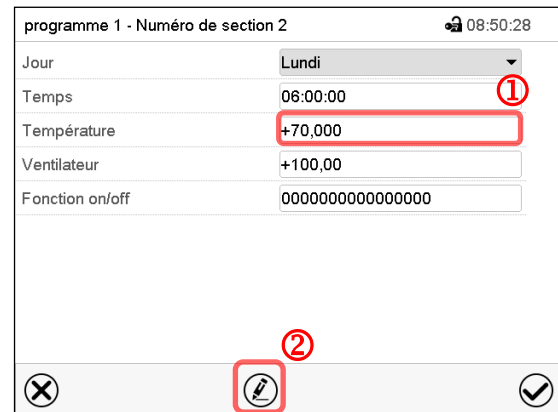 programme 1 - Numéro de section 2 08:50:28
Jour Lundi
①
Temps 06:00:00
Température +70,000
Ventilateur +100,00
Fonction on/off 0000000000000000
②